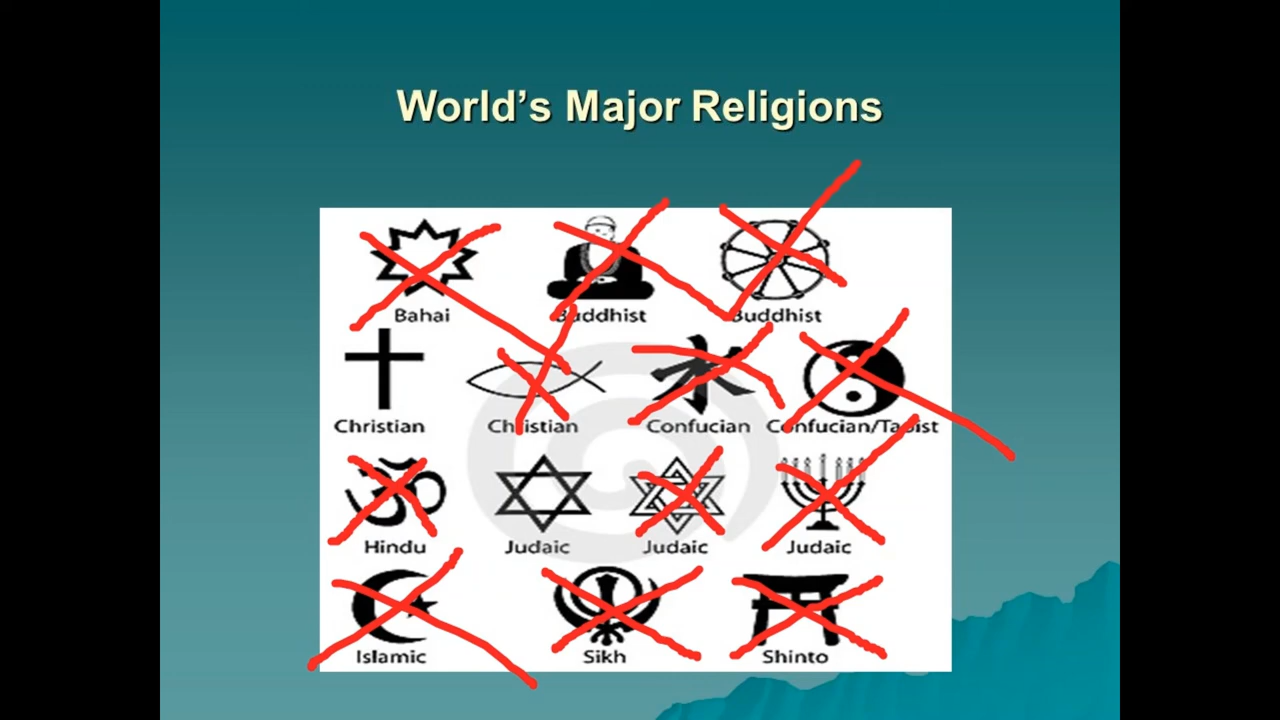 World's Major Religions
Bahai Buddhist Buddhist
Christian Christian Confucian Confucian/Taoist
Hindu Judaic Judaic Judaic
Islamic Sikh Shinto